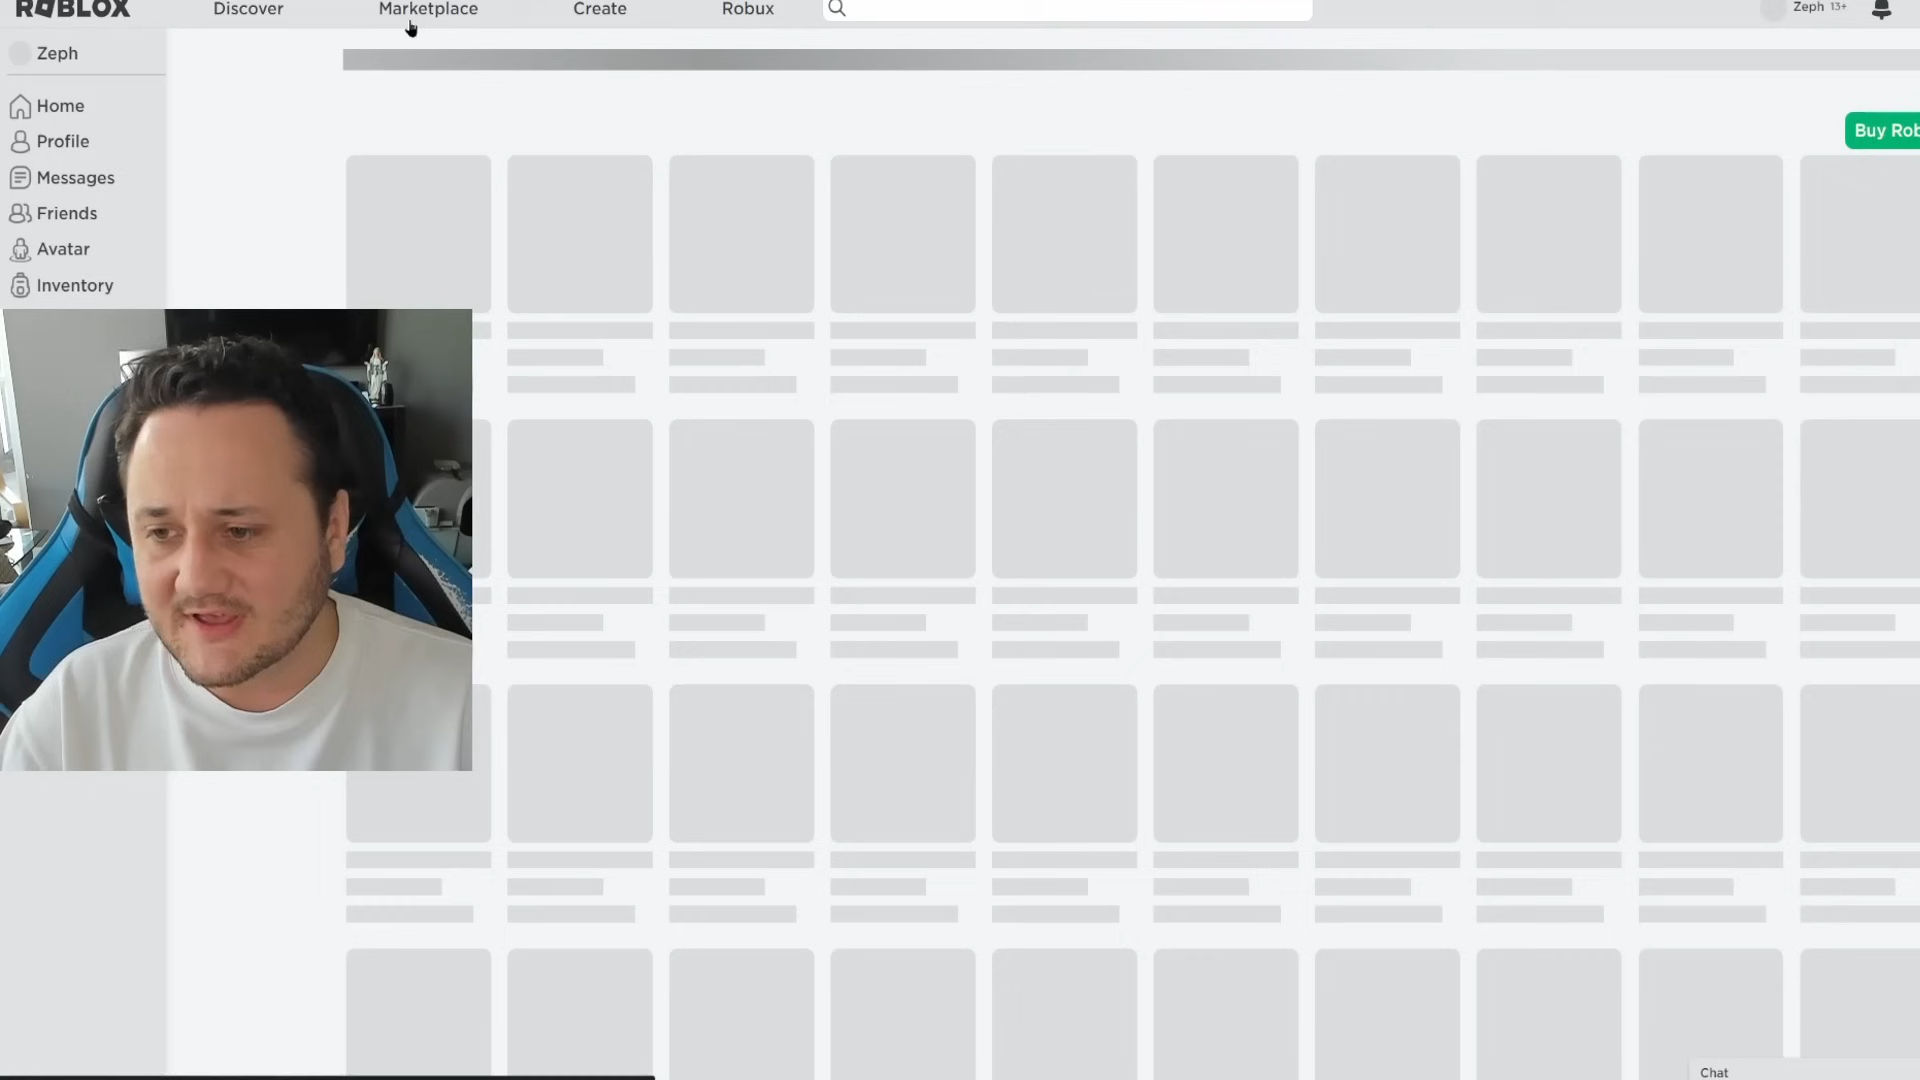 ROBLOX
Discover
Marketplace
Create
Robux
Zeph 13+
Zeph
Home
Profile
Messages
Friends
Avatar
Inventory
Buy Rob
Chat